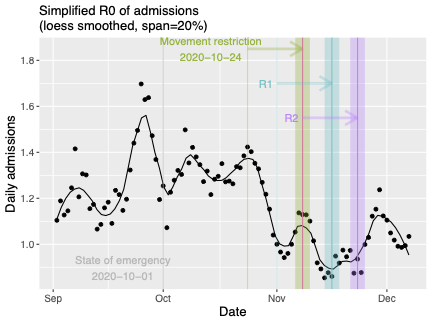 Simplified R0 of admissions
(loess smoothed, span=20%)
Daily admissions
1.8
1.6
1.4
1.2
1.0
Movement restriction
2020−10−24
R1
R2
State of emergency
2020−10−01
Sep
Oct
Nov
Dec
Date